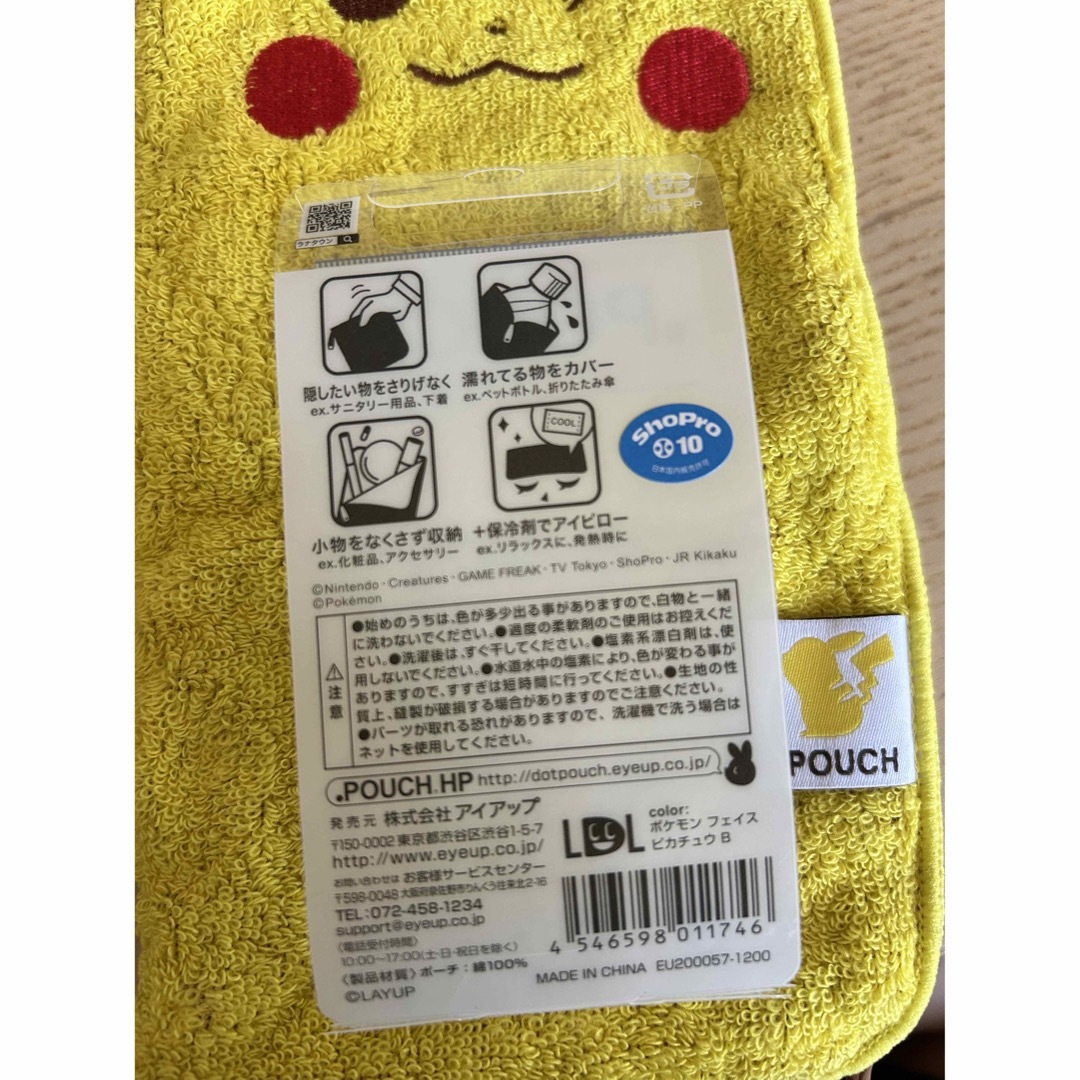 ラナタウン
PP
隠したい物をさりげなく
ex.サニタリー用品、下着
濡れてる物をカバー
ex.ペットボトル、折りたたみ傘
COOL
小物をなくさず収納
ex.化粧品、アクセサリー
+保冷剤でアイピロー
ex.リラックスに、発熱時に
ShoPro
10
日本国内販売許可
©Nintendo・Creatures・GAME FREAK・TV Tokyo・ShoPro・JR Kikaku
©Pokémon
⚠注意
●始めのうちは、色が多少出る事がありますので、白物と一緒
に洗わないでください。●過度の柔軟剤のご使用はお控えくだ
さい。●洗濯後は、すぐ干してください。●塩素系漂白剤は、使
用しないでください。●水道水中の塩素により、色が変わる事が
ありますので、すすぎは短時間に行ってください。●生地の性
質上、縫製が破損する場合がありますのでご注意ください。
●パーツが取れる恐れがありますので、洗濯機で洗う場合は
ネットを使用してください。
.POUCH HP http://dotpouch.eyeup.co.jp/
POUCH
発売元 株式会社 アイアップ
〒150-0002 東京都渋谷区渋谷1-5-7
http://www.eyeup.co.jp/
お問い合わせは お客様サービスセンター
〒598-0048 大阪府泉佐野市りんくう往来北2-16
TEL:072-458-1234
support@eyeup.co.jp
〈電話受付時間〉
10:00〜17:00(土・日・祝日を除く)
〈製品材質〉ポーチ:綿100%
©LAYUP
LDL
color:
ポケモン フェイス
ピカチュウ B
4 546598 011746
MADE IN CHINA EU200057-1200